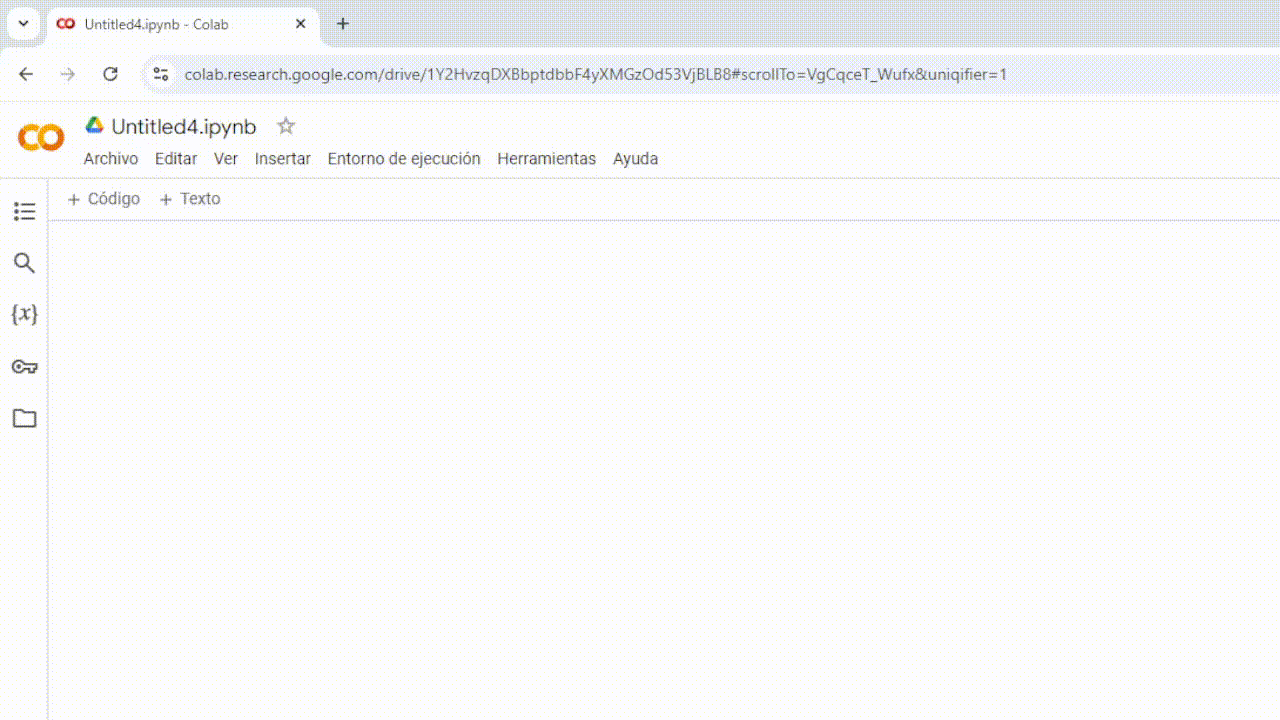 Untitled4.ipynb - Colab
colab.research.google.com/drive/1Y2HvzqDXBbptdbbF4yXMGzOd53VjBLB8#scrollTo=VgCqceT_Wufx&uniqifier=1
CO
Untitled4.ipynb
Archivo Editar Ver Insertar Entorno de ejecución Herramientas Ayuda
+ Código + Texto
{x}